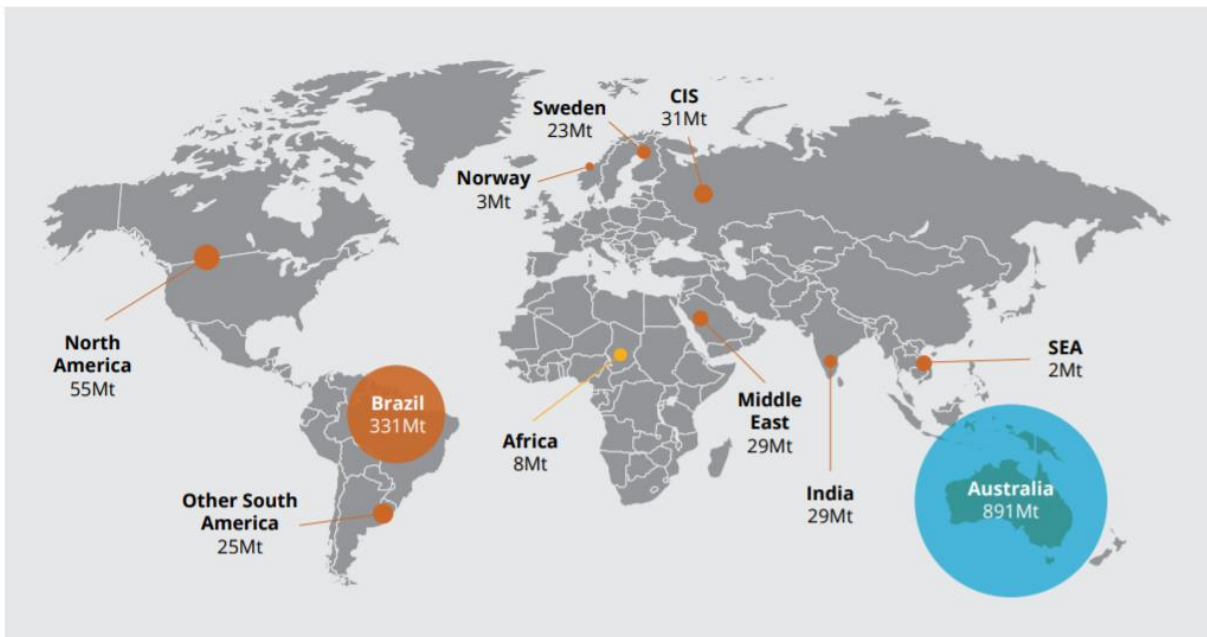 Sweden
23Mt
CIS
31Mt
Norway
3Mt
North
America
55Mt
Brazil
331Mt
Other South
America
25Mt
Africa
8Mt
Middle
East
29Mt
India
29Mt
SEA
2Mt
Australia
891Mt